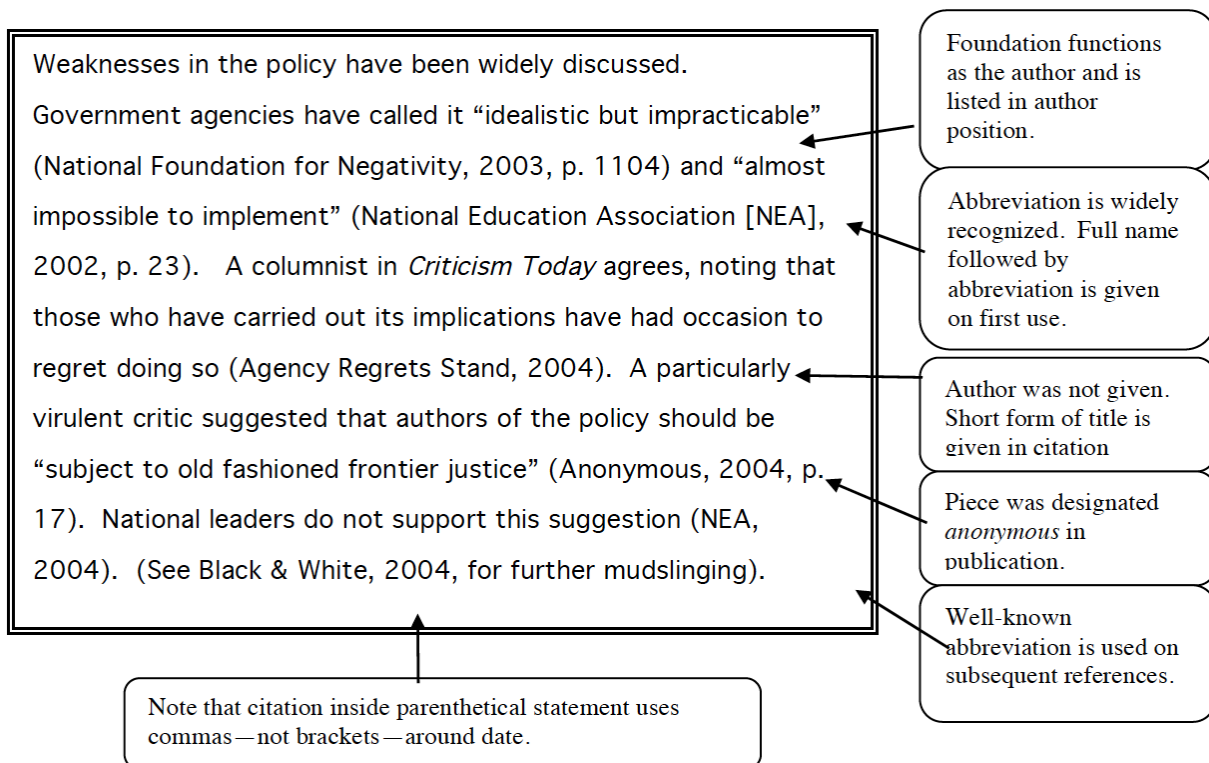 Weaknesses in the policy have been widely discussed.
Government agencies have called it “idealistic but impracticable”
(National Foundation for Negativity, 2003, p. 1104) and “almost
impossible to implement” (National Education Association [NEA],
2002, p. 23).   A columnist in Criticism Today agrees, noting that
those who have carried out its implications have had occasion to
regret doing so (Agency Regrets Stand, 2004).  A particularly
virulent critic suggested that authors of the policy should be
“subject to old fashioned frontier justice” (Anonymous, 2004, p.
17).  National leaders do not support this suggestion (NEA,
2004).  (See Black & White, 2004, for further mudslinging).
Foundation functions
as the author and is
listed in author
position.
Abbreviation is widely
recognized.  Full name
followed by
abbreviation is given
on first use.
Author was not given.
Short form of title is
given in citation
Piece was designated
anonymous in
publication.
Well-known
abbreviation is used on
subsequent references.
Note that citation inside parenthetical statement uses
commas—not brackets—around date.